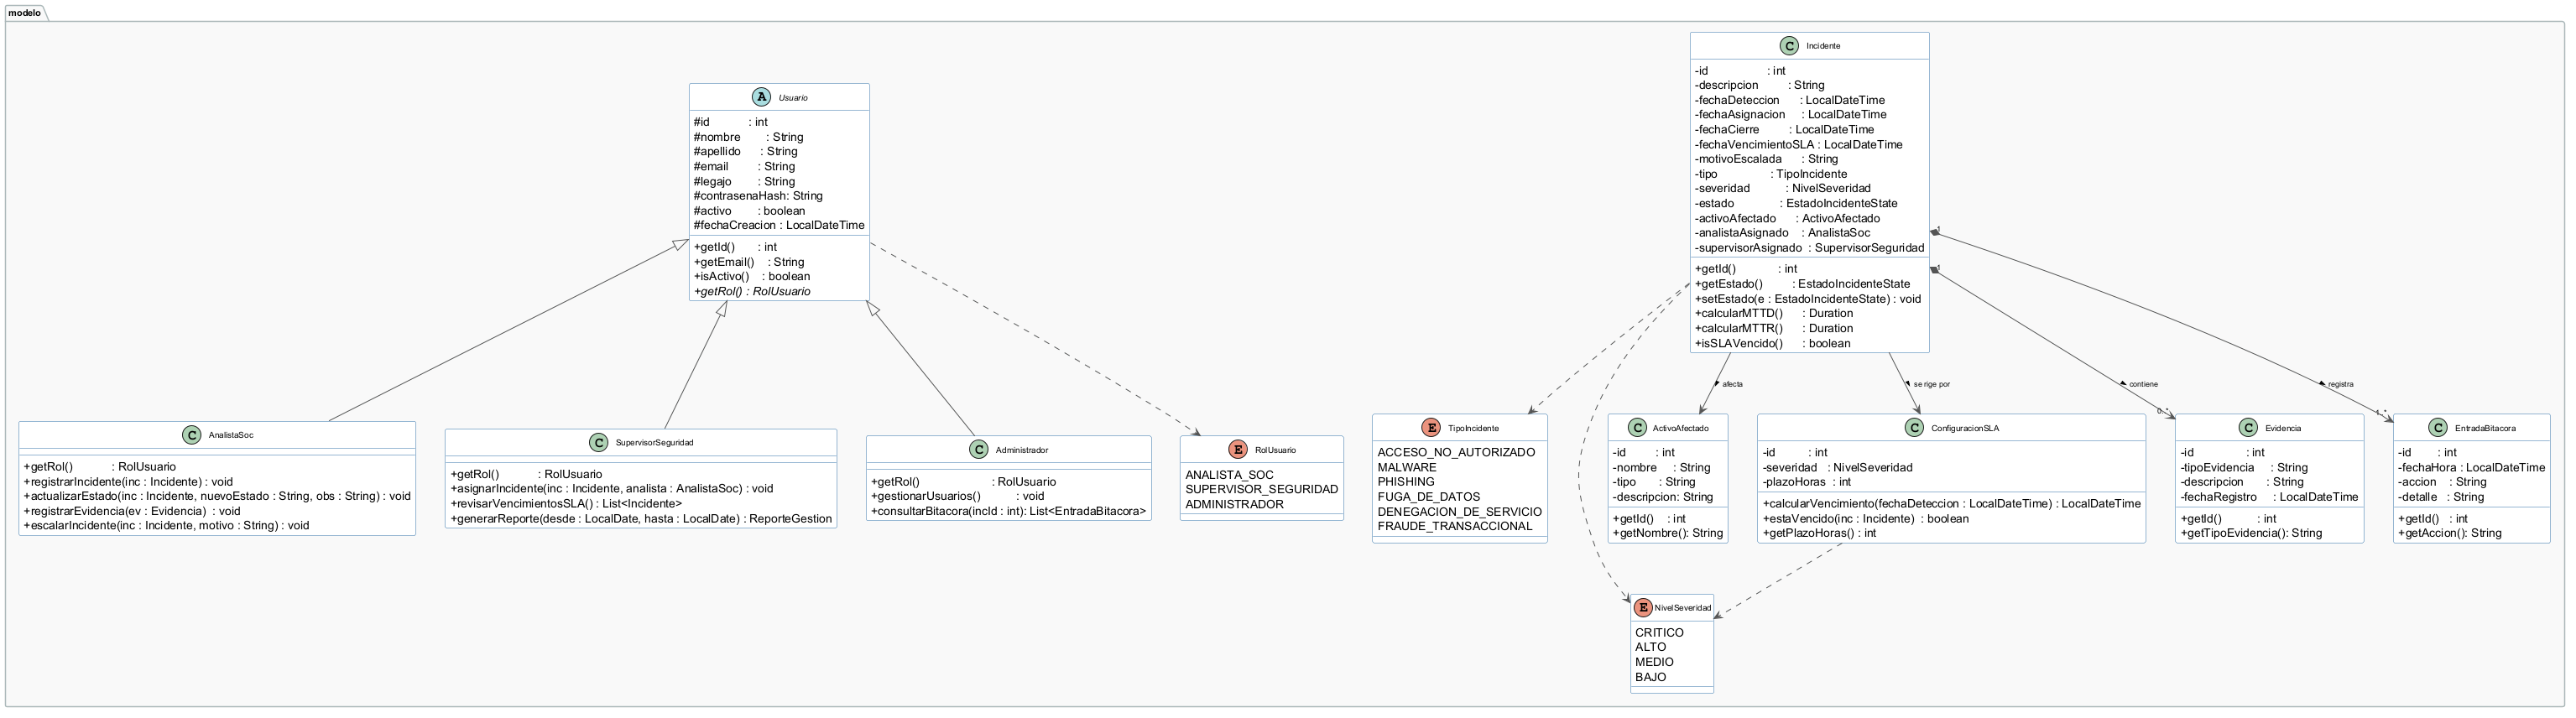 modelo
Usuario
#id : int
#nombre : String
#apellido : String
#email : String
#legajo : String
#contrasenaHash: String
#activo : boolean
#fechaCreacion : LocalDateTime
+getId() : int
+getEmail() : String
+isActivo() : boolean
+getRol() : RolUsuario
Incidente
-id : int
-descripcion : String
-fechaDeteccion : LocalDateTime
-fechaAsignacion : LocalDateTime
-fechaCierre : LocalDateTime
-fechaVencimientoSLA : LocalDateTime
-motivoEscalada : String
-tipo : TipoIncidente
-severidad : NivelSeveridad
-estado : EstadoIncidenteState
-activoAfectado : ActivoAfectado
-analistaAsignado : AnalistaSoc
-supervisorAsignado : SupervisorSeguridad
+getId() : int
+getEstado() : EstadoIncidenteState
+setEstado(e : EstadoIncidenteState) : void
+calcularMTTD() : Duration
+calcularMTTR() : Duration
+isSLAVencido() : boolean
1
1
afecta
se rige por
contiene
registra
0..*
1..*
AnalistaSoc
+getRol() : RolUsuario
+registrarIncidente(inc : Incidente) : void
+actualizarEstado(inc : Incidente, nuevoEstado : String, obs : String) : void
+registrarEvidencia(ev : Evidencia) : void
+escalarIncidente(inc : Incidente, motivo : String) : void
SupervisorSeguridad
+getRol() : RolUsuario
+asignarIncidente(inc : Incidente, analista : AnalistaSoc) : void
+revisarVencimientosSLA() : List<Incidente>
+generarReporte(desde : LocalDate, hasta : LocalDate) : ReporteGestion
Administrador
+getRol() : RolUsuario
+gestionarUsuarios() : void
+consultarBitacora(incId : int): List<EntradaBitacora>
RolUsuario
ANALISTA_SOC
SUPERVISOR_SEGURIDAD
ADMINISTRADOR
TipoIncidente
ACCESO_NO_AUTORIZADO
MALWARE
PHISHING
FUGA_DE_DATOS
DENEGACION_DE_SERVICIO
FRAUDE_TRANSACCIONAL
ActivoAfectado
-id : int
-nombre : String
-tipo : String
-descripcion: String
+getId() : int
+getNombre(): String
ConfiguracionSLA
-id : int
-severidad : NivelSeveridad
-plazoHoras : int
+calcularVencimiento(fechaDeteccion : LocalDateTime) : LocalDateTime
+estaVencido(inc : Incidente) : boolean
+getPlazoHoras() : int
Evidencia
-id : int
-tipoEvidencia : String
-descripcion : String
-fechaRegistro : LocalDateTime
+getId() : int
+getTipoEvidencia(): String
EntradaBitacora
-id : int
-fechaHora : LocalDateTime
-accion : String
-detalle : String
+getId() : int
+getAccion(): String
NivelSeveridad
CRITICO
ALTO
MEDIO
BAJO